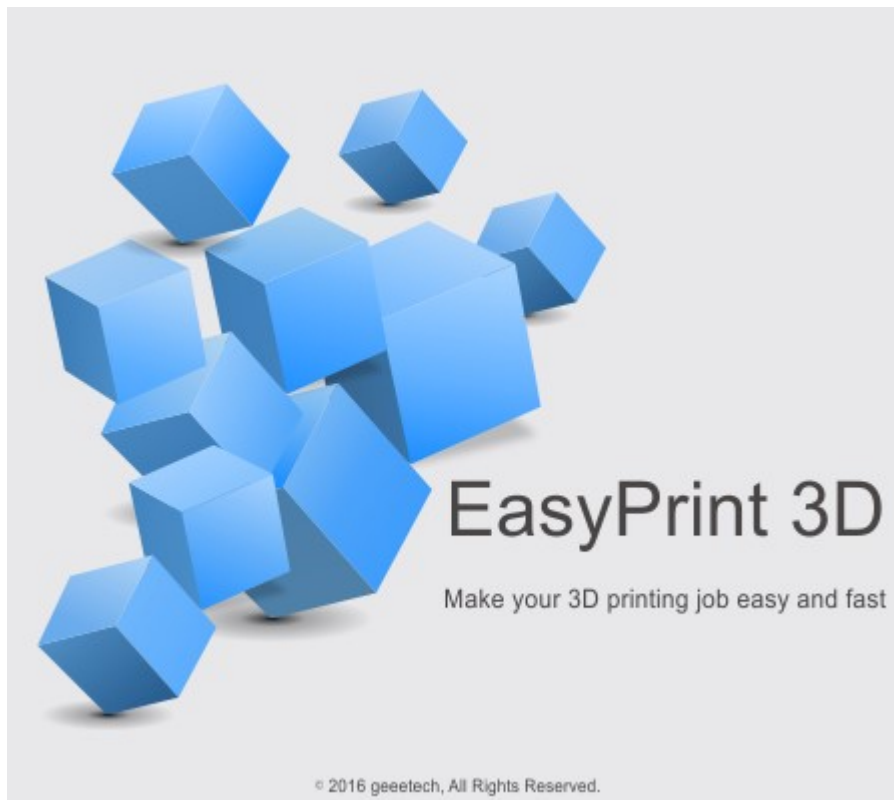 EasyPrint 3D
Make your 3D printing job easy and fast
© 2016 geeetech, All Rights Reserved.